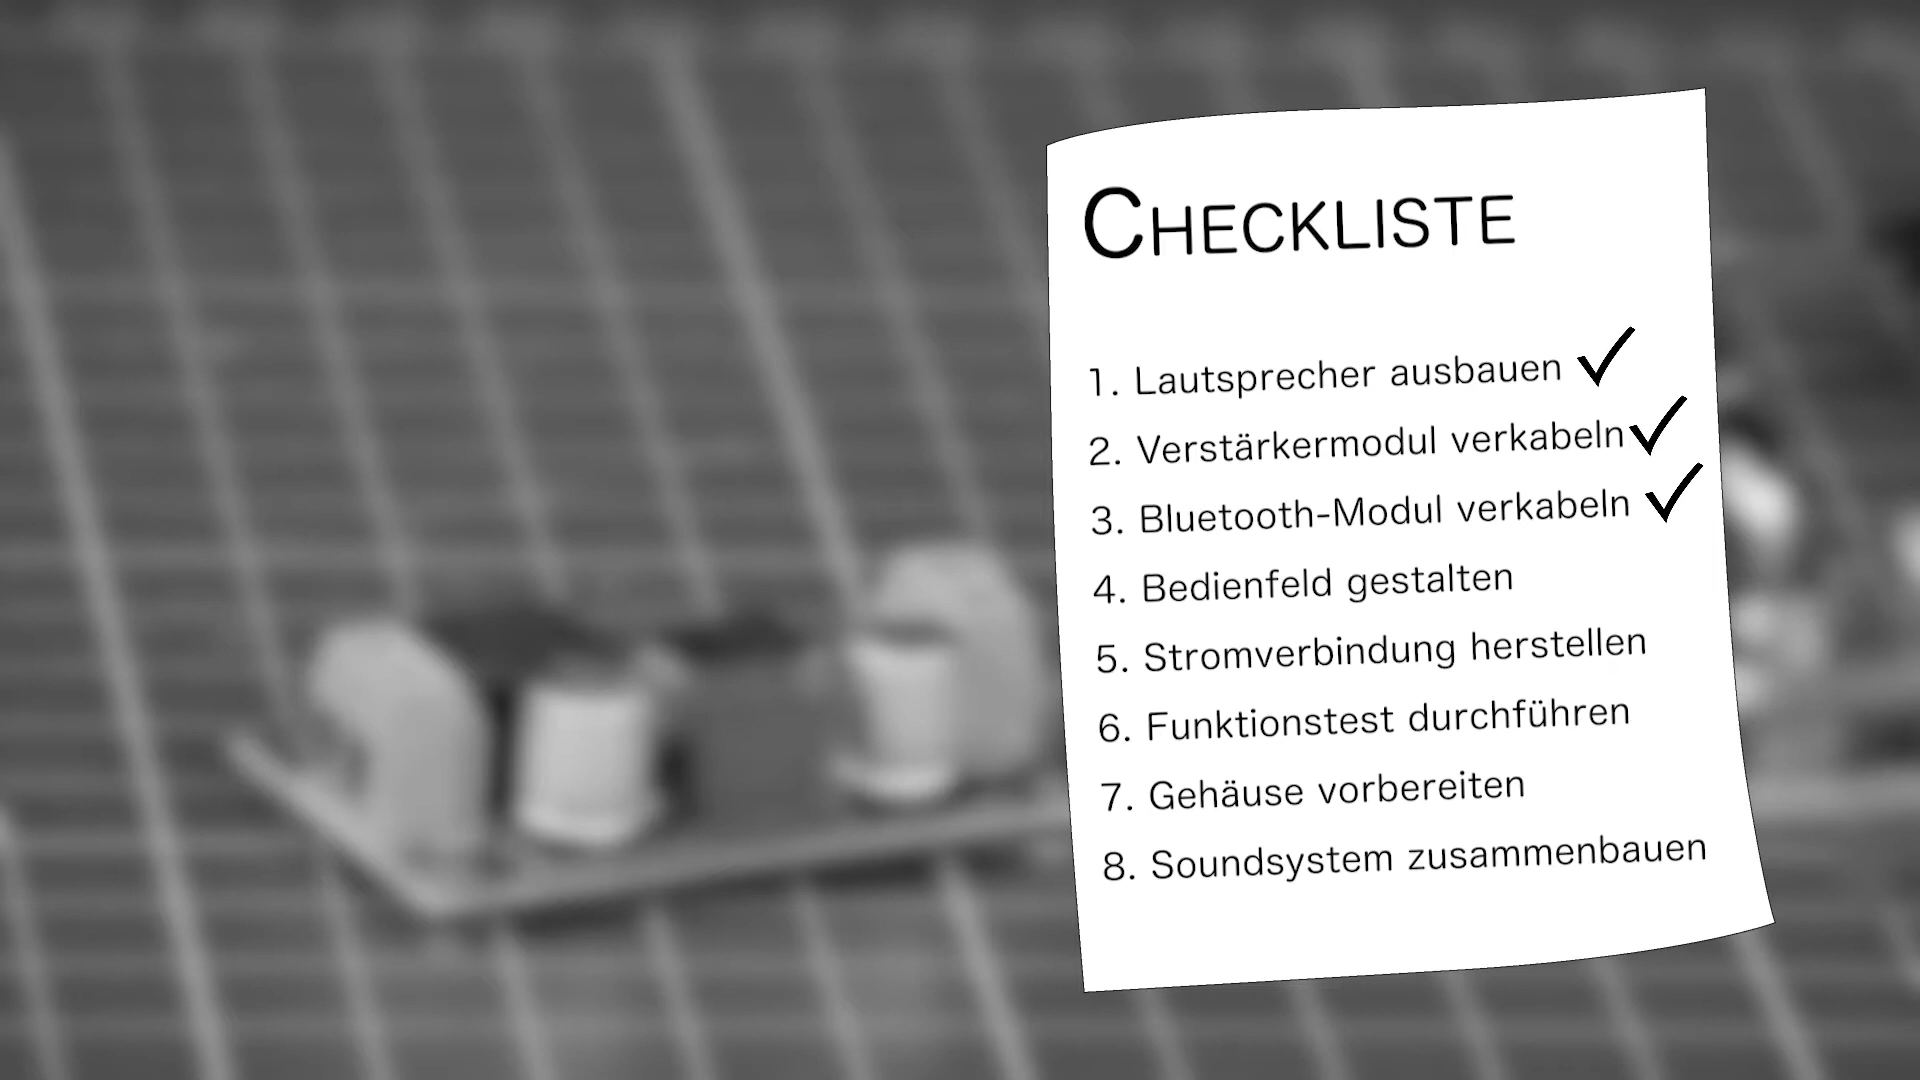 CHECKLISTE
1. Lautsprecher ausbauen ✓
2. Verstärkermodul verkabeln ✓
3. Bluetooth-Modul verkabeln ✓
4. Bedienfeld gestalten
5. Stromverbindung herstellen
6. Funktionstest durchführen
7. Gehäuse vorbereiten
8. Soundsystem zusammenbauen